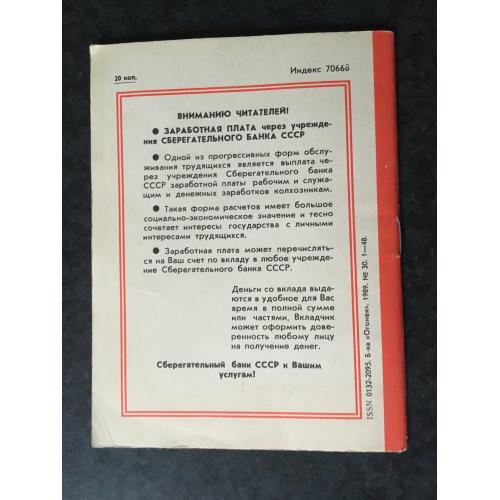 20 коп.
Индекс 70668
ВНИМАНИЮ ЧИТАТЕЛЕЙ!
● ЗАРАБОТНАЯ ПЛАТА через учрежде-
ния СБЕРЕГАТЕЛЬНОГО БАНКА СССР
● Одной из прогрессивных форм обслу-
живания трудящихся является выплата че-
рез учреждения Сберегательного банка
СССР заработной платы рабочим и служа-
щим и денежных заработков колхозникам.
● Такая форма расчетов имеет большое
социально-экономическое значение и тесно
сочетает интересы государства с личными
интересами трудящихся.
● Заработная плата может перечислять-
ся на Ваш счет по вкладу в любое учрежде-
ние Сберегательного банка СССР.
Деньги со вклада выда-
ются в удобное для Вас
время в полной сумме
или частями, Вкладчик
может оформить дове-
ренность любому лицу
на получение денег.
Сберегательный банк СССР к Вашим
услугам!
ISSN 0132-2095. Б-ка «Огонек», 1989. № 30. 1—48.